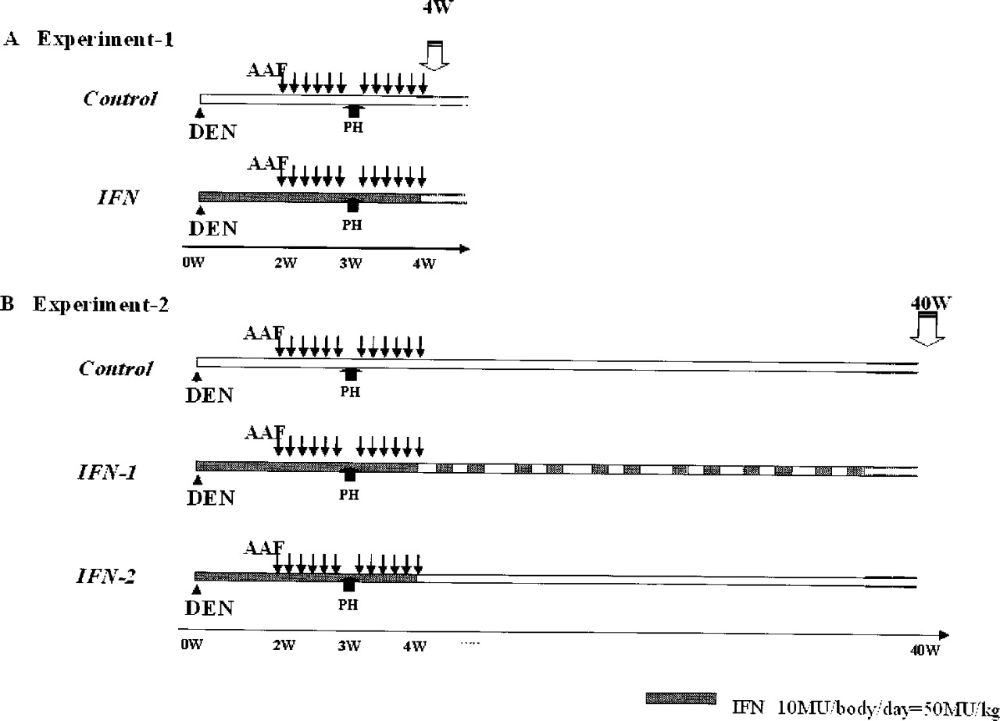 4W
A Experiment-1
AAF
Control
DEN
PH
AAF
IFN
DEN
PH
0W 2W 3W 4W
B Experiment-2
40W
AAF
Control
DEN
PH
AAF
IFN-1
DEN
PH
AAF
IFN-2
DEN
PH
0W 2W 3W 4W ..... 40W
IFN 10MU/body/day=50MU/kg